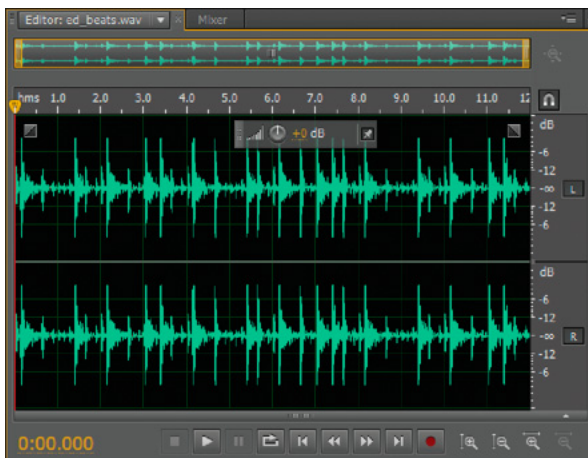 Editor: ed_beats.wav Mixer
hms 1.0 2.0 3.0 4.0 5.0 6.0 7.0 8.0 9.0 10.0 11.0 12
+0 dB
dB
-6
-12
-∞ L
-12
-6
dB
-6
-12
-∞ R
-12
-6
0:00.000